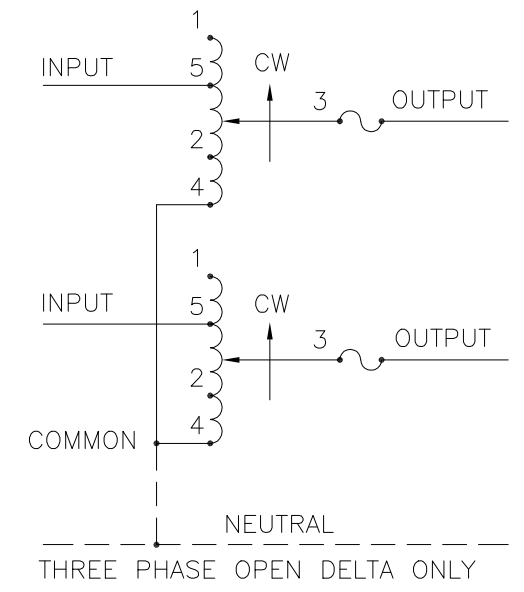 1
INPUT
5
CW
3
OUTPUT
2
4
1
INPUT
5
CW
3
OUTPUT
2
4
COMMON
NEUTRAL
THREE PHASE OPEN DELTA ONLY